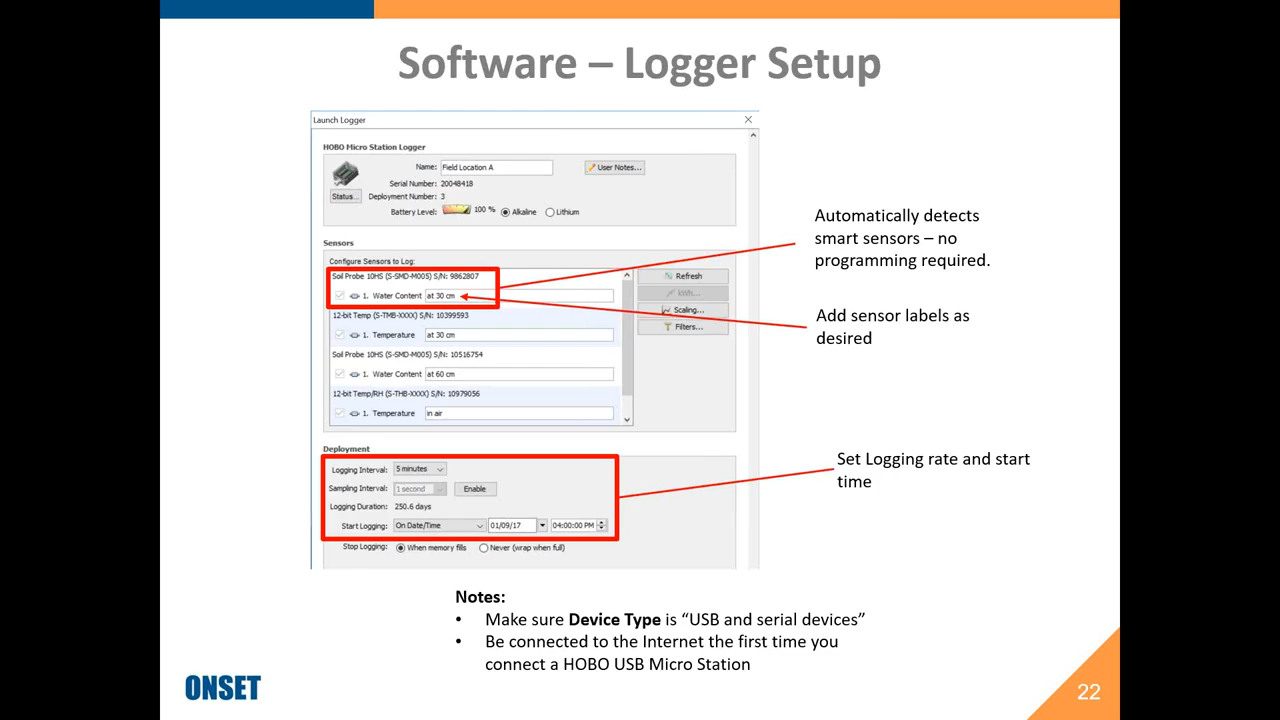 Software – Logger Setup
Launch Logger
HOBO Micro Station Logger
Name: Field Location A
User Notes...
Serial Number: 20048418
Status...
Deployment Number: 3
Battery Level: 100 % Alkaline Lithium
Sensors
Configure Sensors to Log:
Soil Probe 10HS (S-SMD-M005) S/N: 9862807
1. Water Content at 30 cm
12-bit Temp (S-TMB-XXXX) S/N: 10399593
1. Temperature at 30 cm
Soil Probe 10HS (S-SMD-M005) S/N: 10516754
1. Water Content at 60 cm
12-bit Temp/RH (S-THB-XXXX) S/N: 10979056
1. Temperature in air
Refresh
kWh...
Scaling...
Filters...
Automatically detects
smart sensors – no
programming required.
Add sensor labels as
desired
Deployment
Logging Interval: 5 minutes
Sampling Interval: 1 second Enable
Logging Duration: 250.6 days
Start Logging: On Date/Time 01/09/17 04:00:00 PM
Stop Logging: When memory fills Never (wrap when full)
Set Logging rate and start
time
Notes:
• Make sure Device Type is “USB and serial devices”
• Be connected to the Internet the first time you
connect a HOBO USB Micro Station
ONSET
22